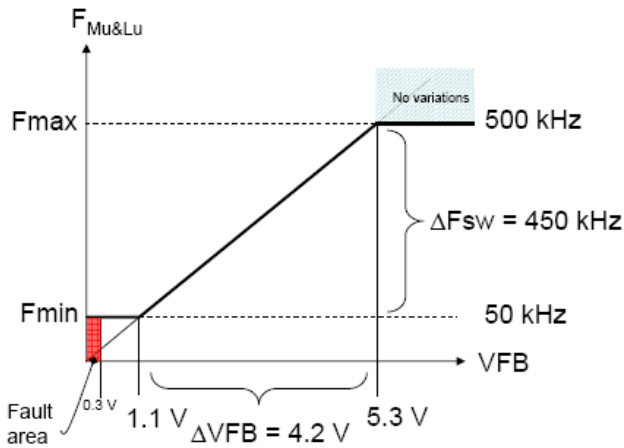 F Mu&Lu
No variations
Fmax
500 kHz
ΔFsw = 450 kHz
Fmin
50 kHz
VFB
Fault
area
0.3 V
1.1 V
ΔVFB = 4.2 V
5.3 V